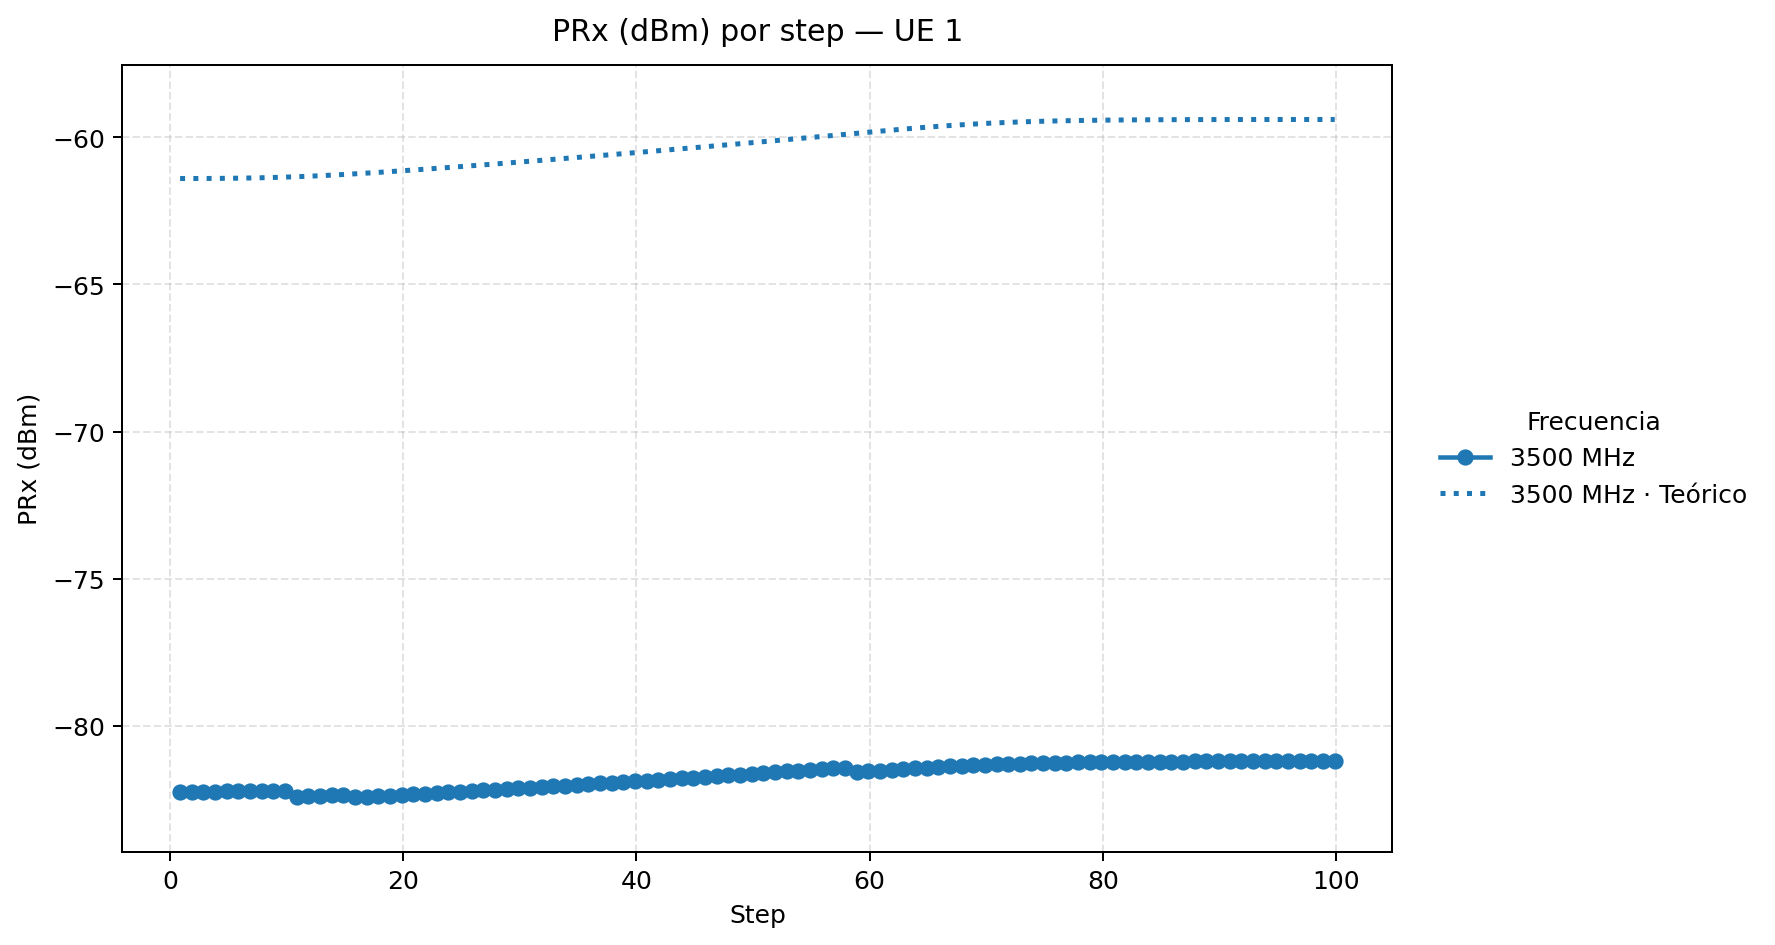 PRx (dBm) por step — UE 1
PRx (dBm)
−60
−65
−70
−75
−80
0 20 40 60 80 100
Step
Frecuencia
3500 MHz
3500 MHz · Teórico